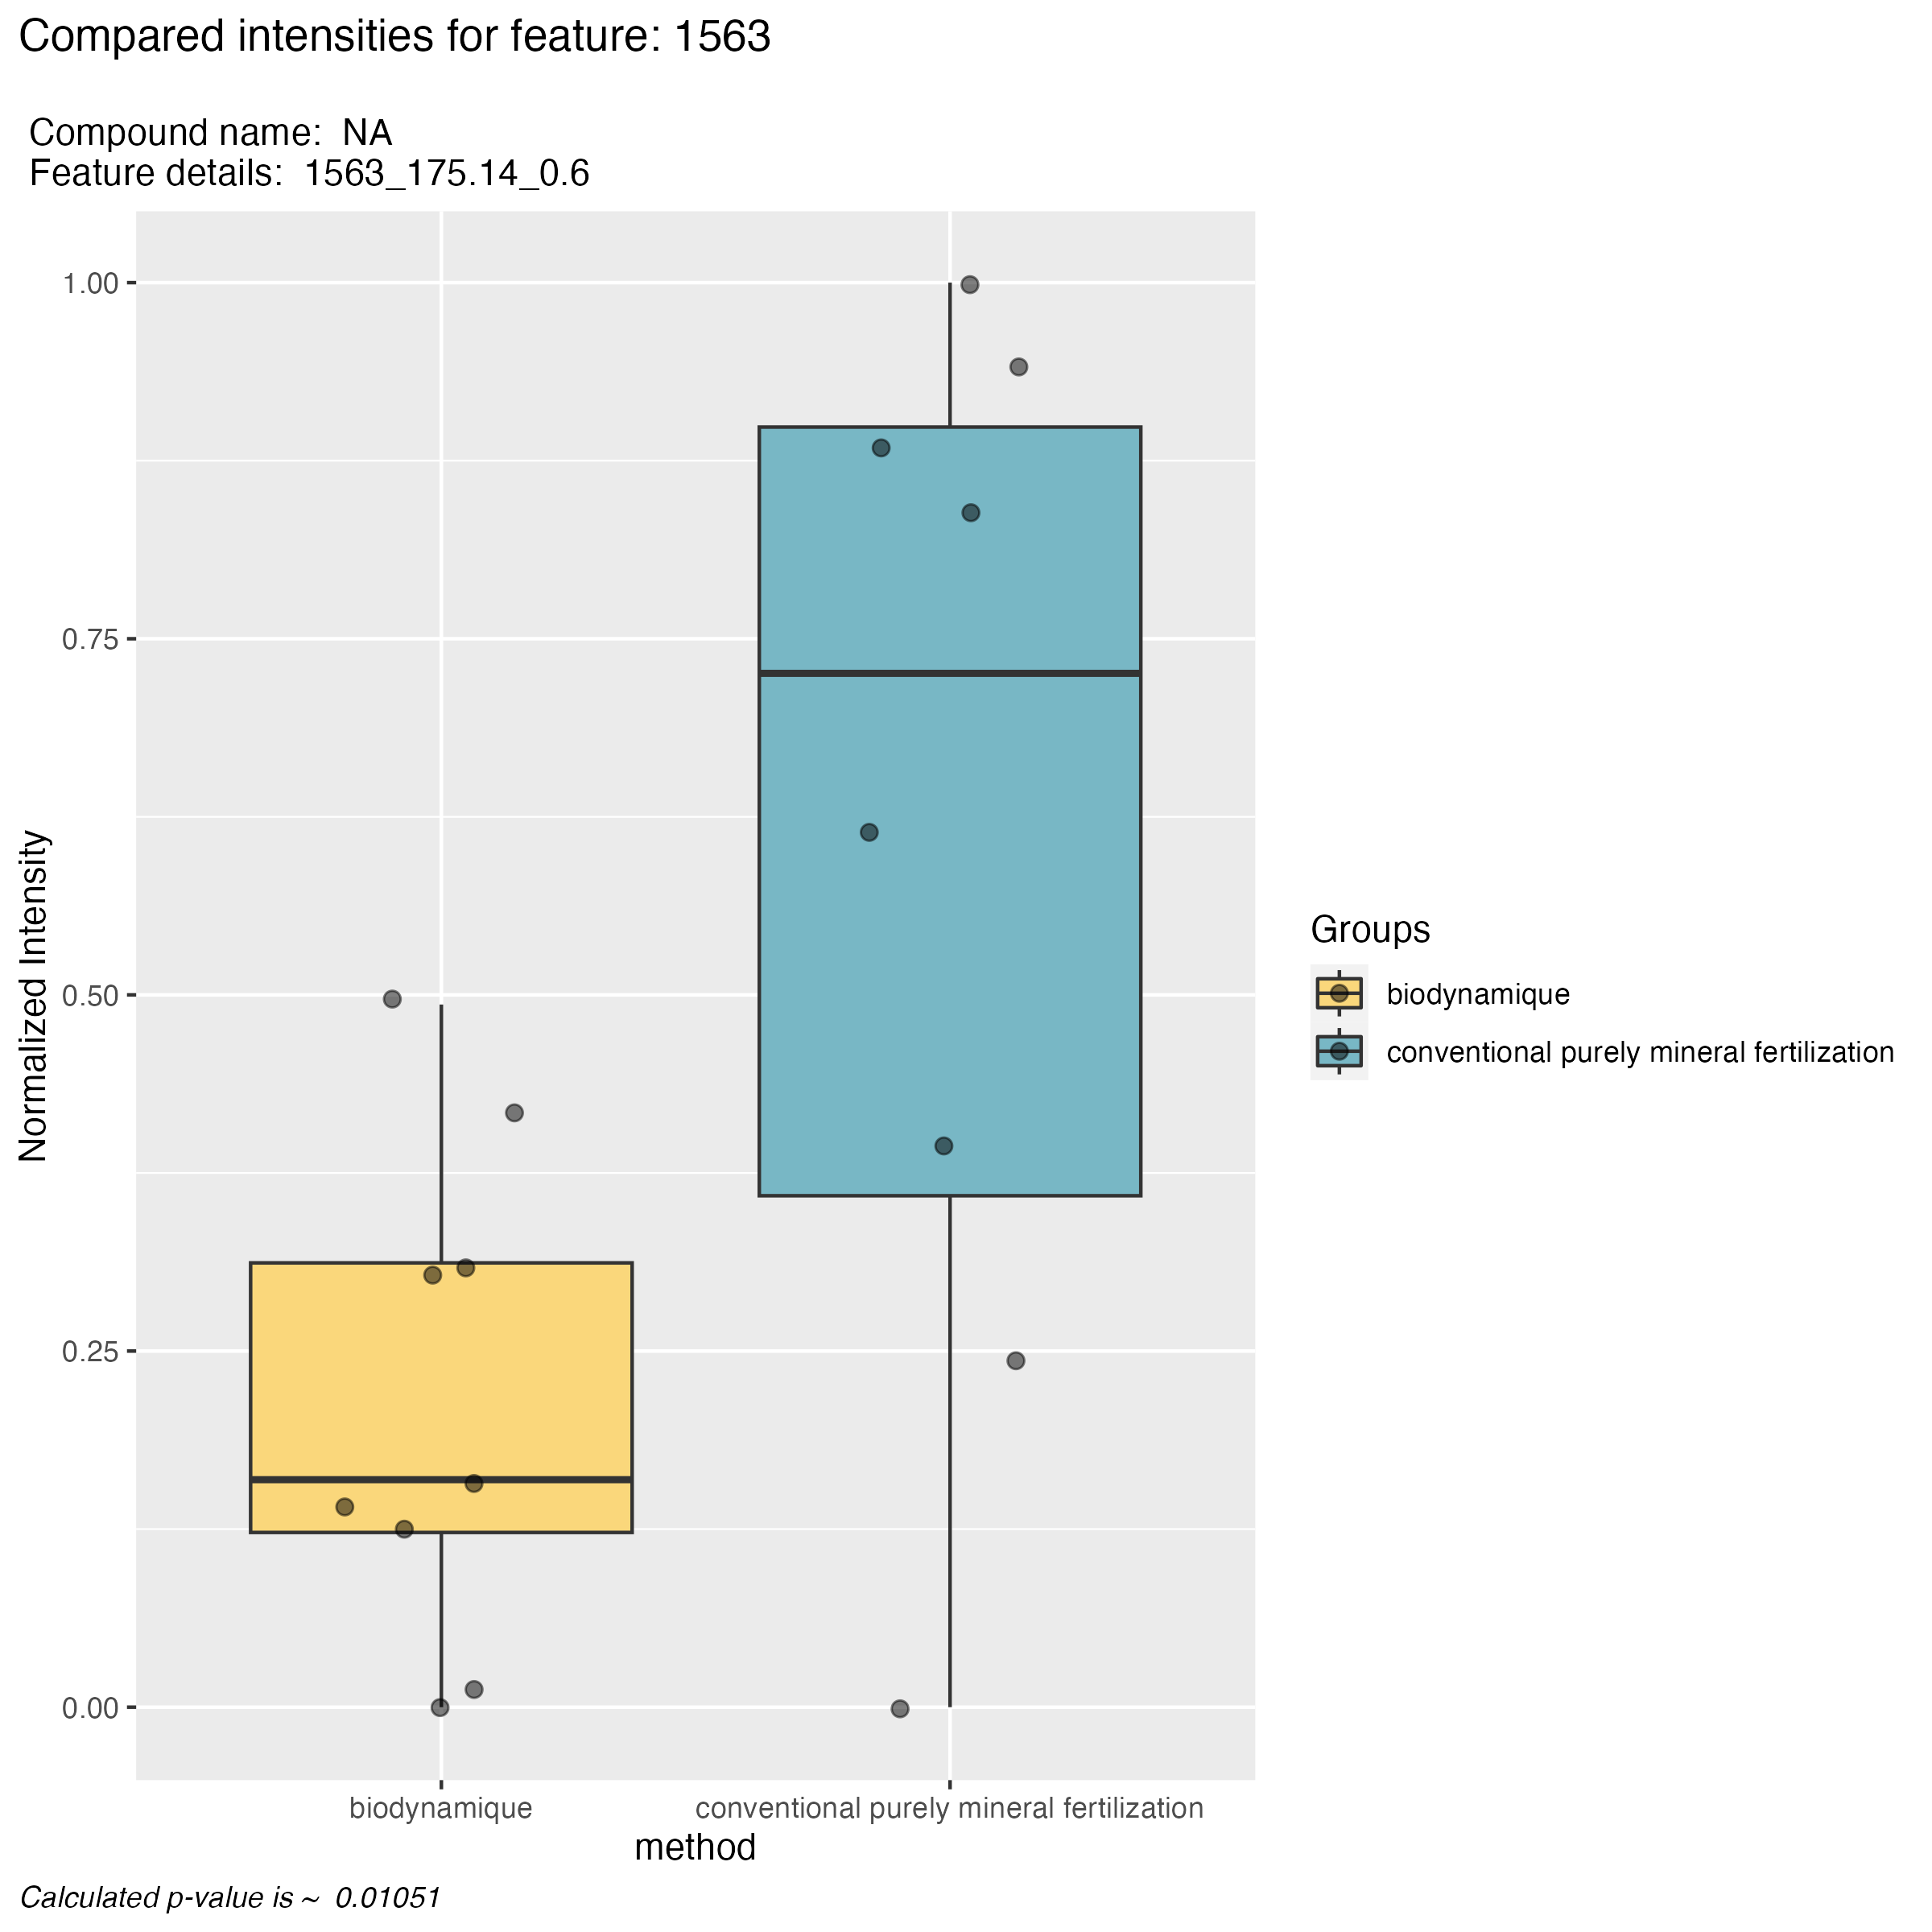 Compared intensities for feature: 1563
Compound name:  NA
Feature details:  1563_175.14_0.6
1.00
0.75
0.50
0.25
0.00
Normalized Intensity
biodynamique
conventional purely mineral fertilization
method
Groups
biodynamique
conventional purely mineral fertilization
Calculated p-value is ~  0.01051